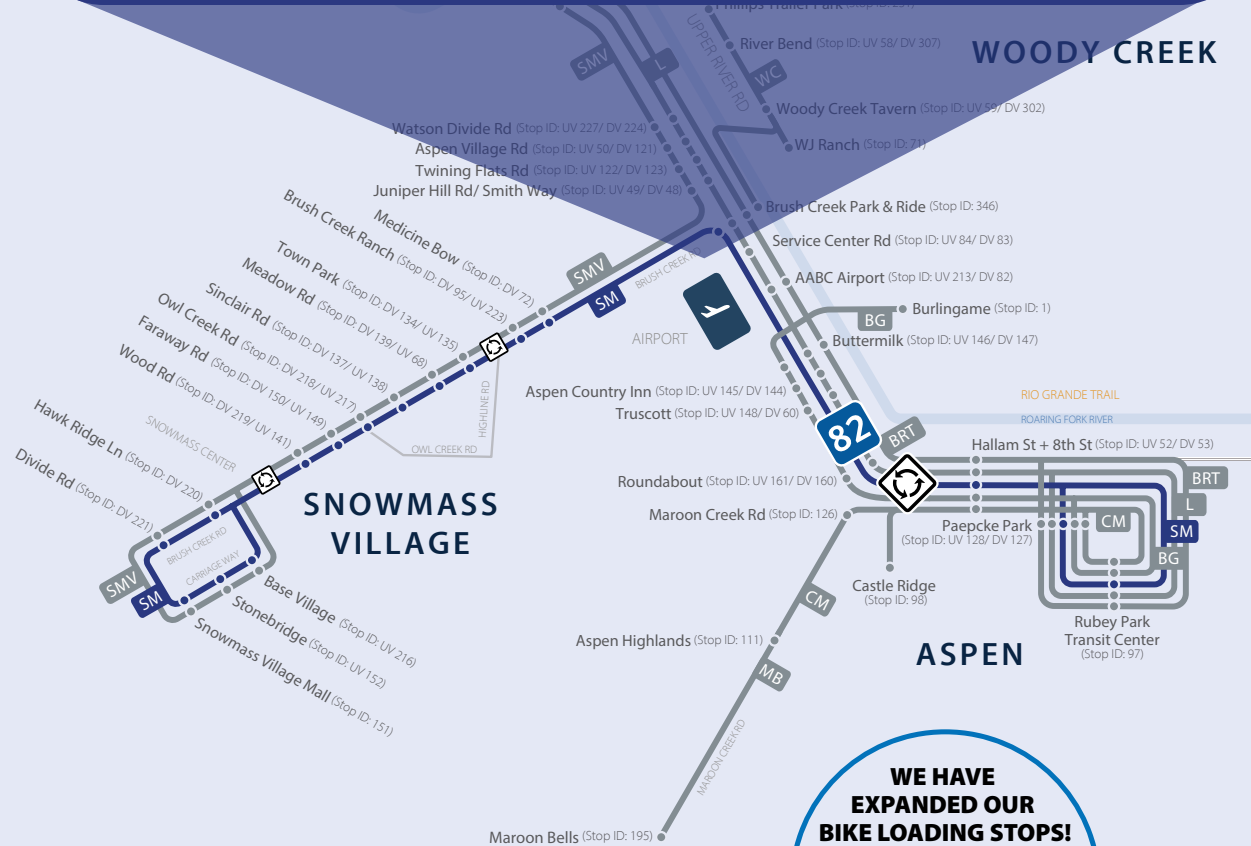 Phillips Trailer Park (Stop ID: 251)
River Bend (Stop ID: UV 58/ DV 307)
WOODY CREEK
UPPER RIVER RD
SMV
L
WC
Woody Creek Tavern (Stop ID: UV 59/ DV 302)
WJ Ranch (Stop ID: 71)
Watson Divide Rd (Stop ID: UV 227/ DV 224)
Aspen Village Rd (Stop ID: UV 50/ DV 121)
Twining Flats Rd (Stop ID: UV 122/ DV 123)
Juniper Hill Rd/ Smith Way (Stop ID: UV 49/ DV 48)
Brush Creek Park & Ride (Stop ID: 346)
Service Center Rd (Stop ID: UV 84/ DV 83)
AABC Airport (Stop ID: UV 213/ DV 82)
Burlingame (Stop ID: 1)
BG
Buttermilk (Stop ID: UV 146/ DV 147)
Medicine Bow (Stop ID: DV 72)
Brush Creek Ranch (Stop ID: DV 95/ UV 223)
Town Park (Stop ID: DV 134/ UV 135)
Meadow Rd (Stop ID: DV 139/ UV 68)
Sinclair Rd (Stop ID: DV 137/ UV 138)
Owl Creek Rd (Stop ID: DV 218/ UV 217)
Faraway Rd (Stop ID: DV 150/ UV 149)
Wood Rd (Stop ID: DV 219/ UV 141)
SNOWMASS CENTER
Hawk Ridge Ln (Stop ID: DV 220)
Divide Rd (Stop ID: DV 221)
SMV
SM
BRUSH CREEK RD
AIRPORT
HIGHLINE RD
OWL CREEK RD
Aspen Country Inn (Stop ID: UV 145/ DV 144)
Truscott (Stop ID: UV 148/ DV 60)
82
BRT
RIO GRANDE TRAIL
ROARING FORK RIVER
Hallam St + 8th St (Stop ID: UV 52/ DV 53)
Roundabout (Stop ID: UV 161/ DV 160)
Maroon Creek Rd (Stop ID: 126)
BRT
L
SM
BG
CM
Paepcke Park
(Stop ID: UV 128/ DV 127)
SNOWMASS
VILLAGE
BRUSH CREEK RD
CARRIAGE WAY
SMV
SM
Base Village (Stop ID: UV 216)
Stonebridge (Stop ID: UV 152)
Snowmass Village Mall (Stop ID: 151)
Castle Ridge
(Stop ID: 98)
CM
Rubey Park
Transit Center
(Stop ID: 97)
ASPEN
Aspen Highlands (Stop ID: 111)
MB
MAROON CREEK RD
Maroon Bells (Stop ID: 195)
WE HAVE
EXPANDED OUR
BIKE LOADING STOPS!